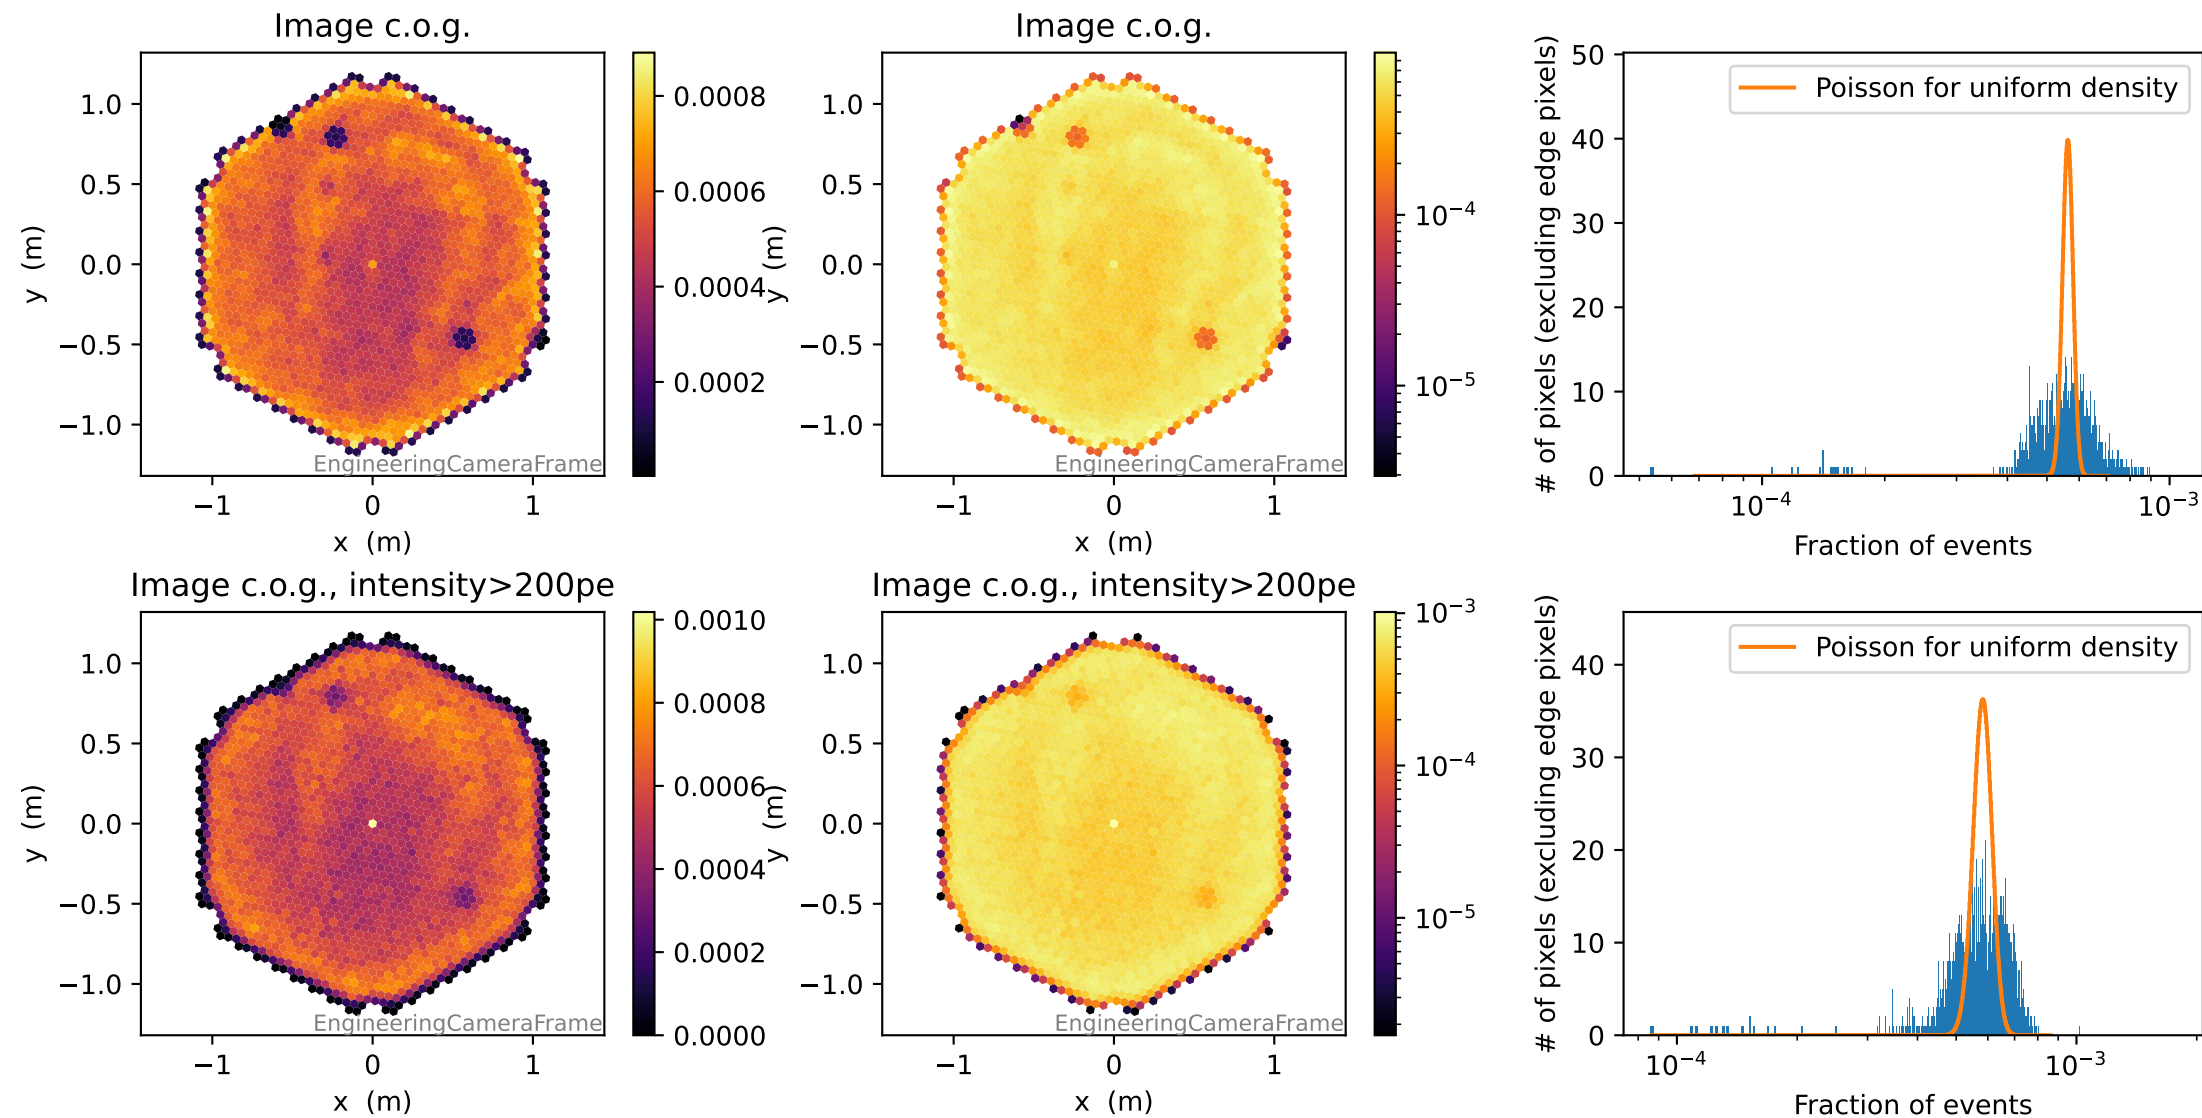 Image c.o.g.
1.0
0.5
0.0
−0.5
−1.0
y (m)
−1
0
1
x (m)
EngineeringCameraFrame
0.0008
0.0006
0.0004
0.0002
Image c.o.g.
1.0
0.5
0.0
−0.5
−1.0
y (m)
−1
0
1
x (m)
EngineeringCameraFrame
10⁻⁴
10⁻⁵
50
40
30
20
10
0
# of pixels (excluding edge pixels)
Poisson for uniform density
10⁻⁴
10⁻³
Fraction of events
Image c.o.g., intensity>200pe
1.0
0.5
0.0
−0.5
−1.0
y (m)
−1
0
1
x (m)
EngineeringCameraFrame
0.0010
0.0008
0.0006
0.0004
0.0002
0.0000
Image c.o.g., intensity>200pe
1.0
0.5
0.0
−0.5
−1.0
y (m)
−1
0
1
x (m)
EngineeringCameraFrame
10⁻³
10⁻⁴
10⁻⁵
40
30
20
10
0
# of pixels (excluding edge pixels)
Poisson for uniform density
10⁻⁴
10⁻³
Fraction of events